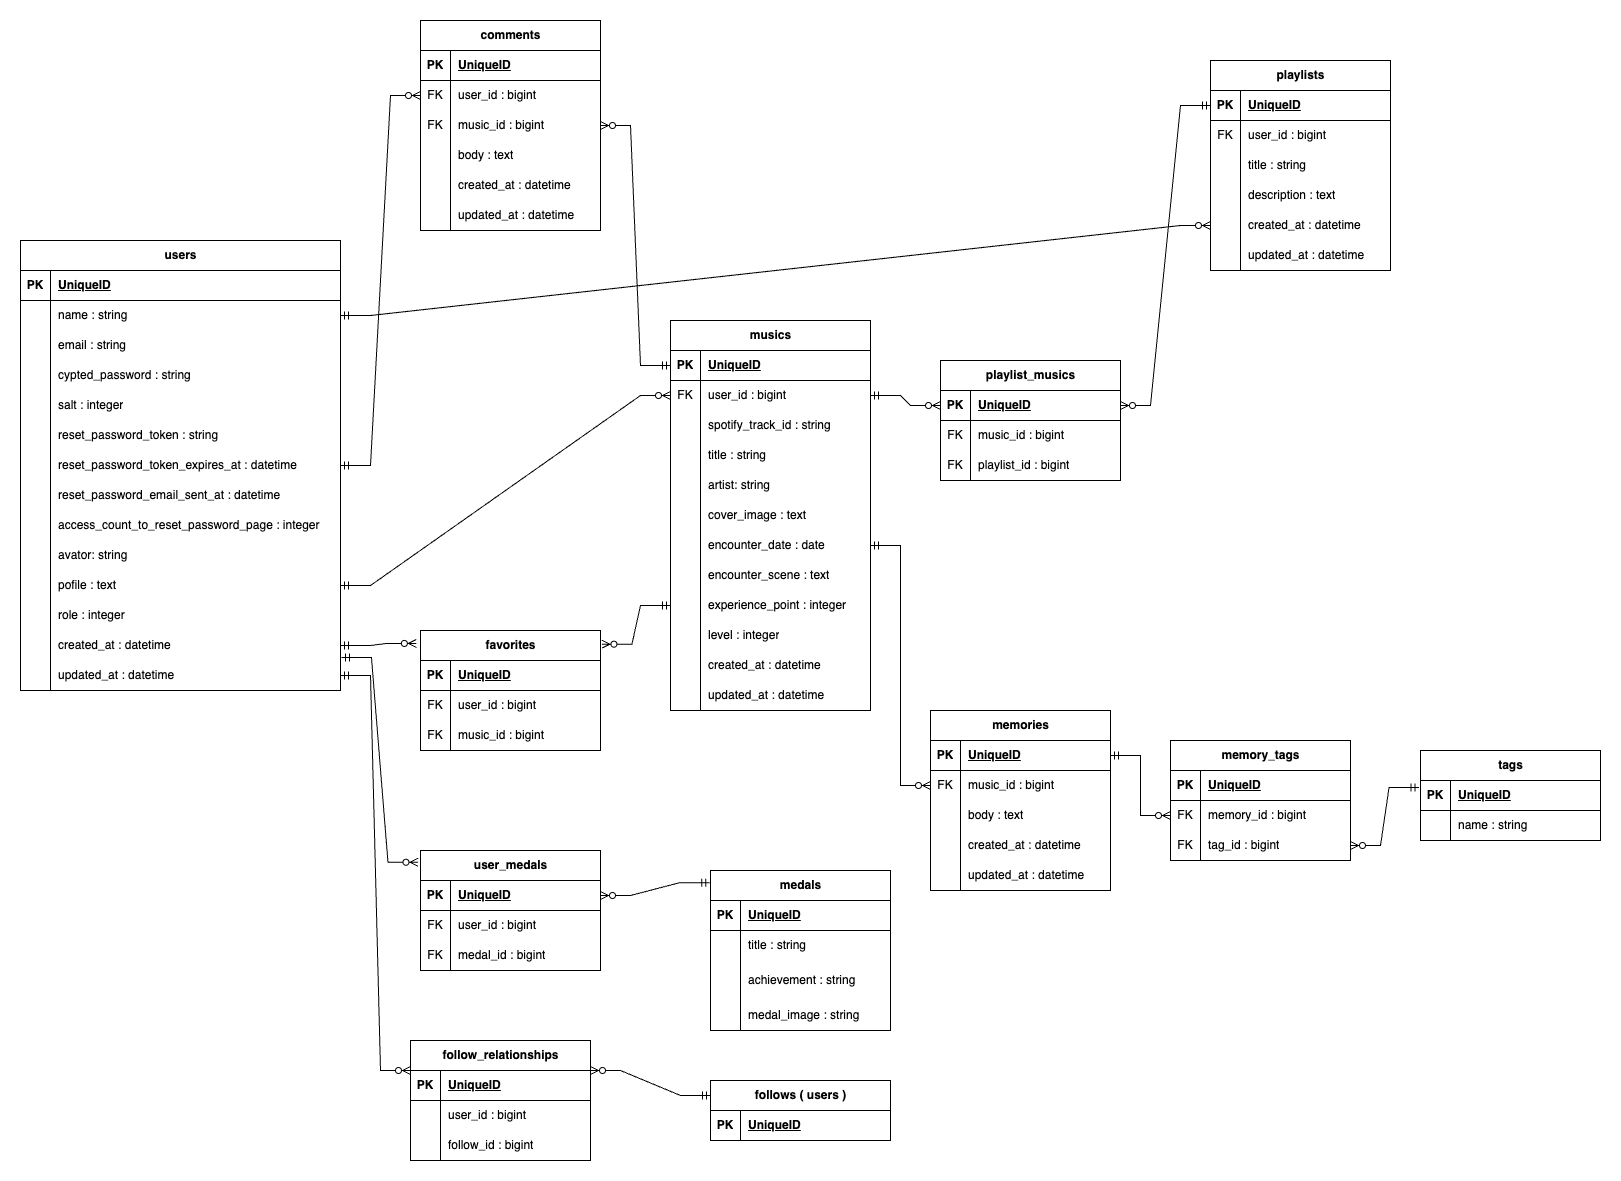 comments
PK UniqueID
FK user_id : bigint
FK music_id : bigint
body : text
created_at : datetime
updated_at : datetime
playlists
PK UniqueID
FK user_id : bigint
title : string
description : text
created_at : datetime
updated_at : datetime
users
PK UniqueID
name : string
email : string
cypted_password : string
salt : integer
reset_password_token : string
reset_password_token_expires_at : datetime
reset_password_email_sent_at : datetime
access_count_to_reset_password_page : integer
avator: string
pofile : text
role : integer
created_at : datetime
updated_at : datetime
musics
PK UniqueID
FK user_id : bigint
spotify_track_id : string
title : string
artist: string
cover_image : text
encounter_date : date
encounter_scene : text
experience_point : integer
level : integer
created_at : datetime
updated_at : datetime
playlist_musics
PK UniqueID
FK music_id : bigint
FK playlist_id : bigint
favorites
PK UniqueID
FK user_id : bigint
FK music_id : bigint
memories
PK UniqueID
FK music_id : bigint
body : text
created_at : datetime
updated_at : datetime
memory_tags
PK UniqueID
FK memory_id : bigint
FK tag_id : bigint
tags
PK UniqueID
name : string
user_medals
PK UniqueID
FK user_id : bigint
FK medal_id : bigint
medals
PK UniqueID
title : string
achievement : string
medal_image : string
follow_relationships
PK UniqueID
user_id : bigint
follow_id : bigint
follows ( users )
PK UniqueID